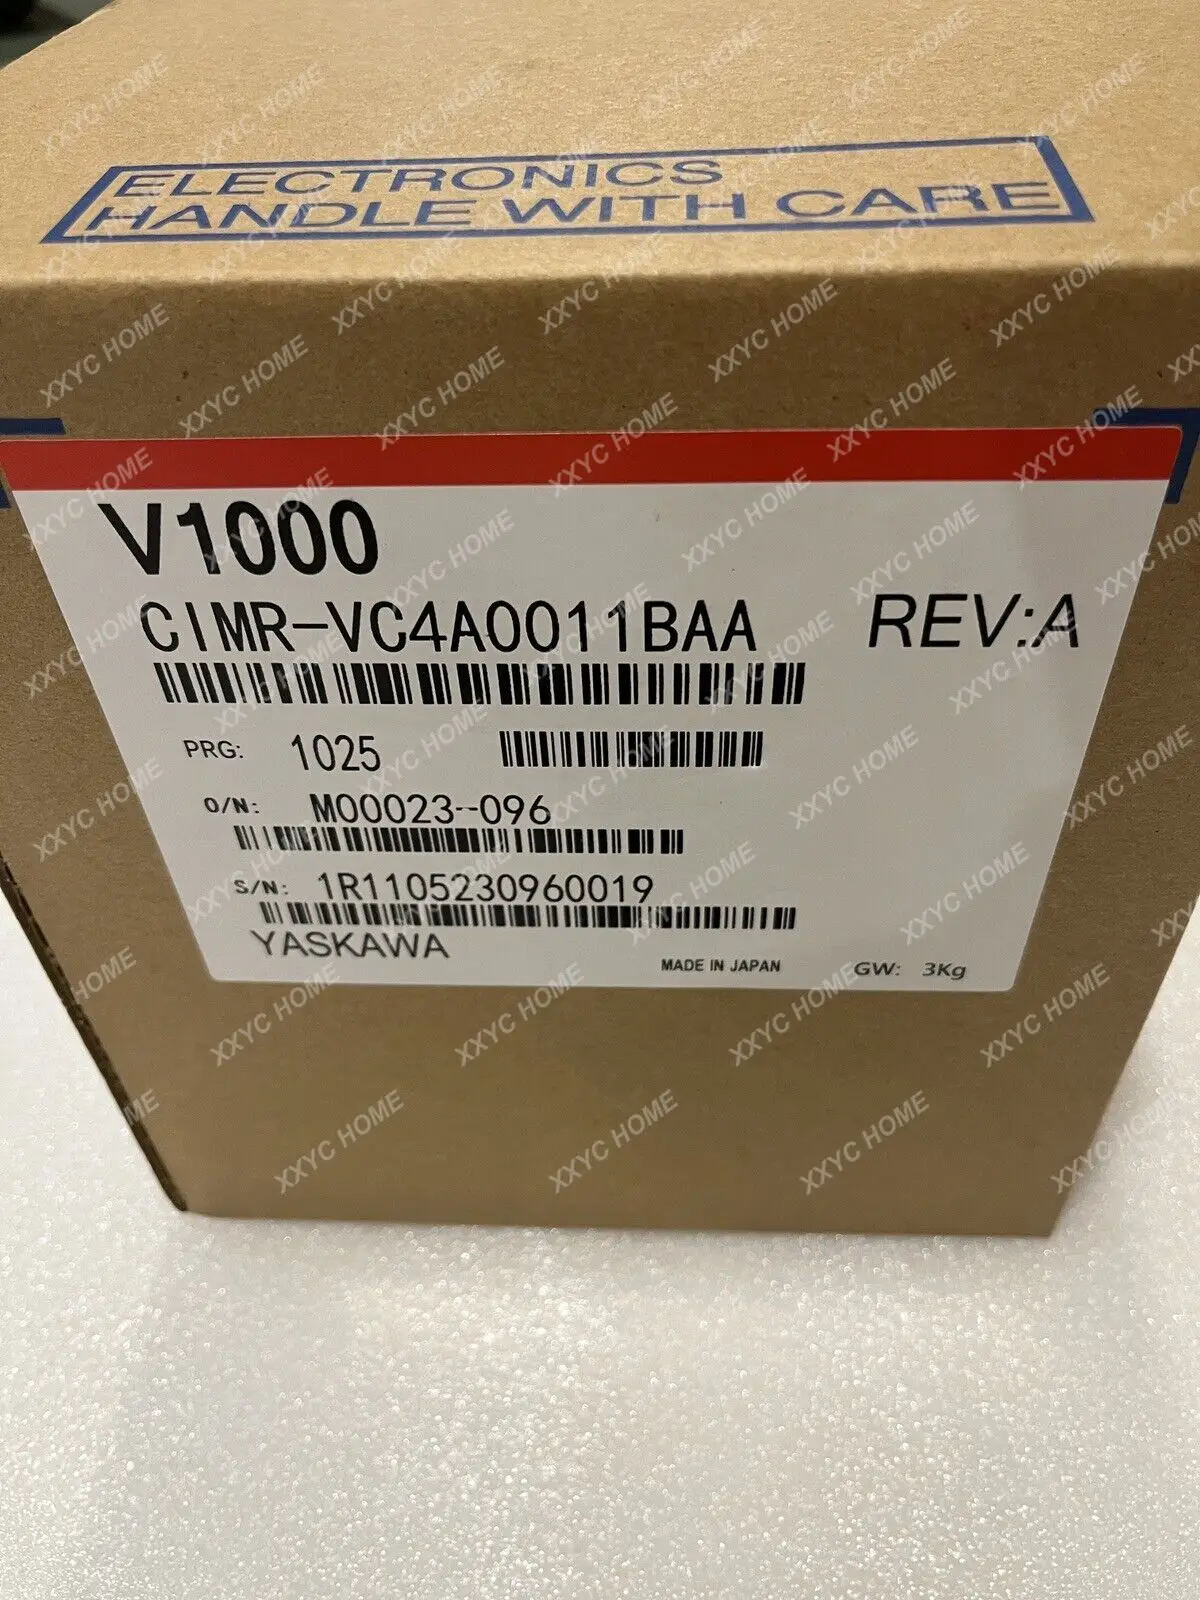 ELECTRONICS
HANDLE WITH CARE
V1000
CIMR-VC4A0011BAA REV:A
PRG: 1025
O/N: M00023-096
S/N: 1R1105230960019
YASKAWA
MADE IN JAPAN GW: 3Kg
XXYC HOME